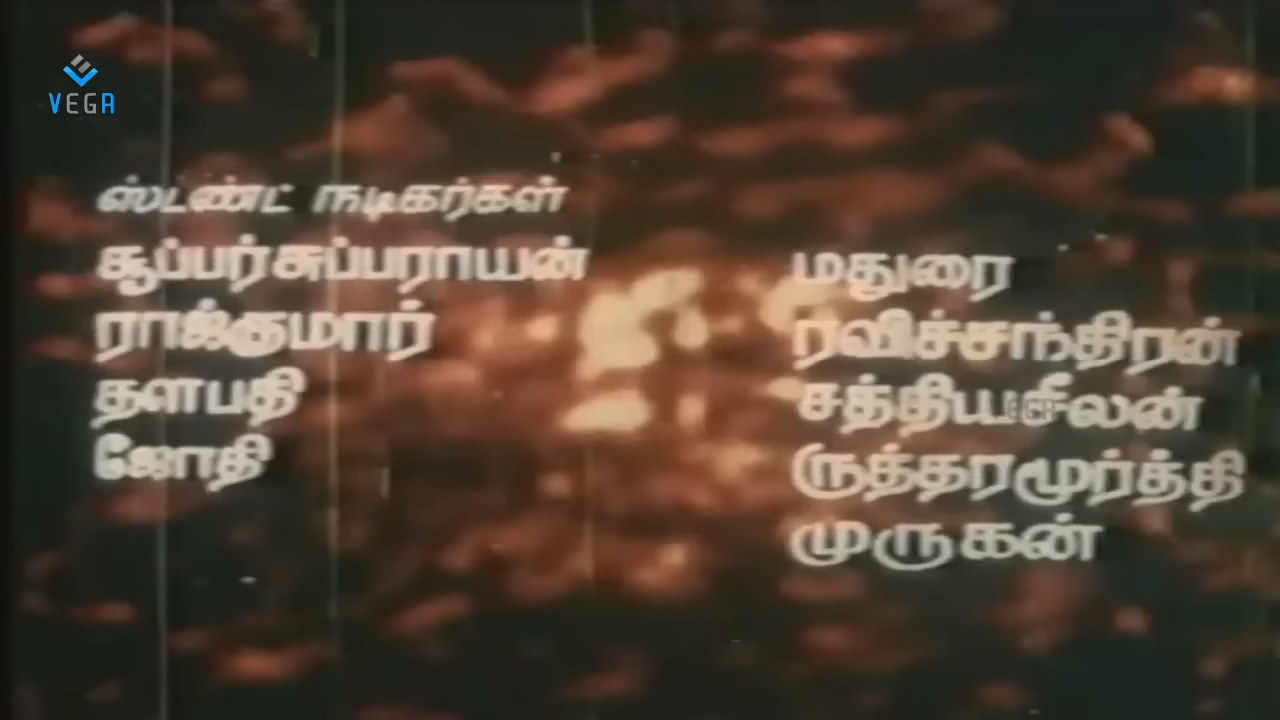 VEGA
ஸ்டண்ட் நடிகர்கள்
சூப்பர்சுப்பராயன்
ராஜ்குமார்
தளபதி
ஜோதி
மதுரை
ரவிச்சந்திரன்
சத்தியசீலன்
ருத்தரமூர்த்தி
முருகன்